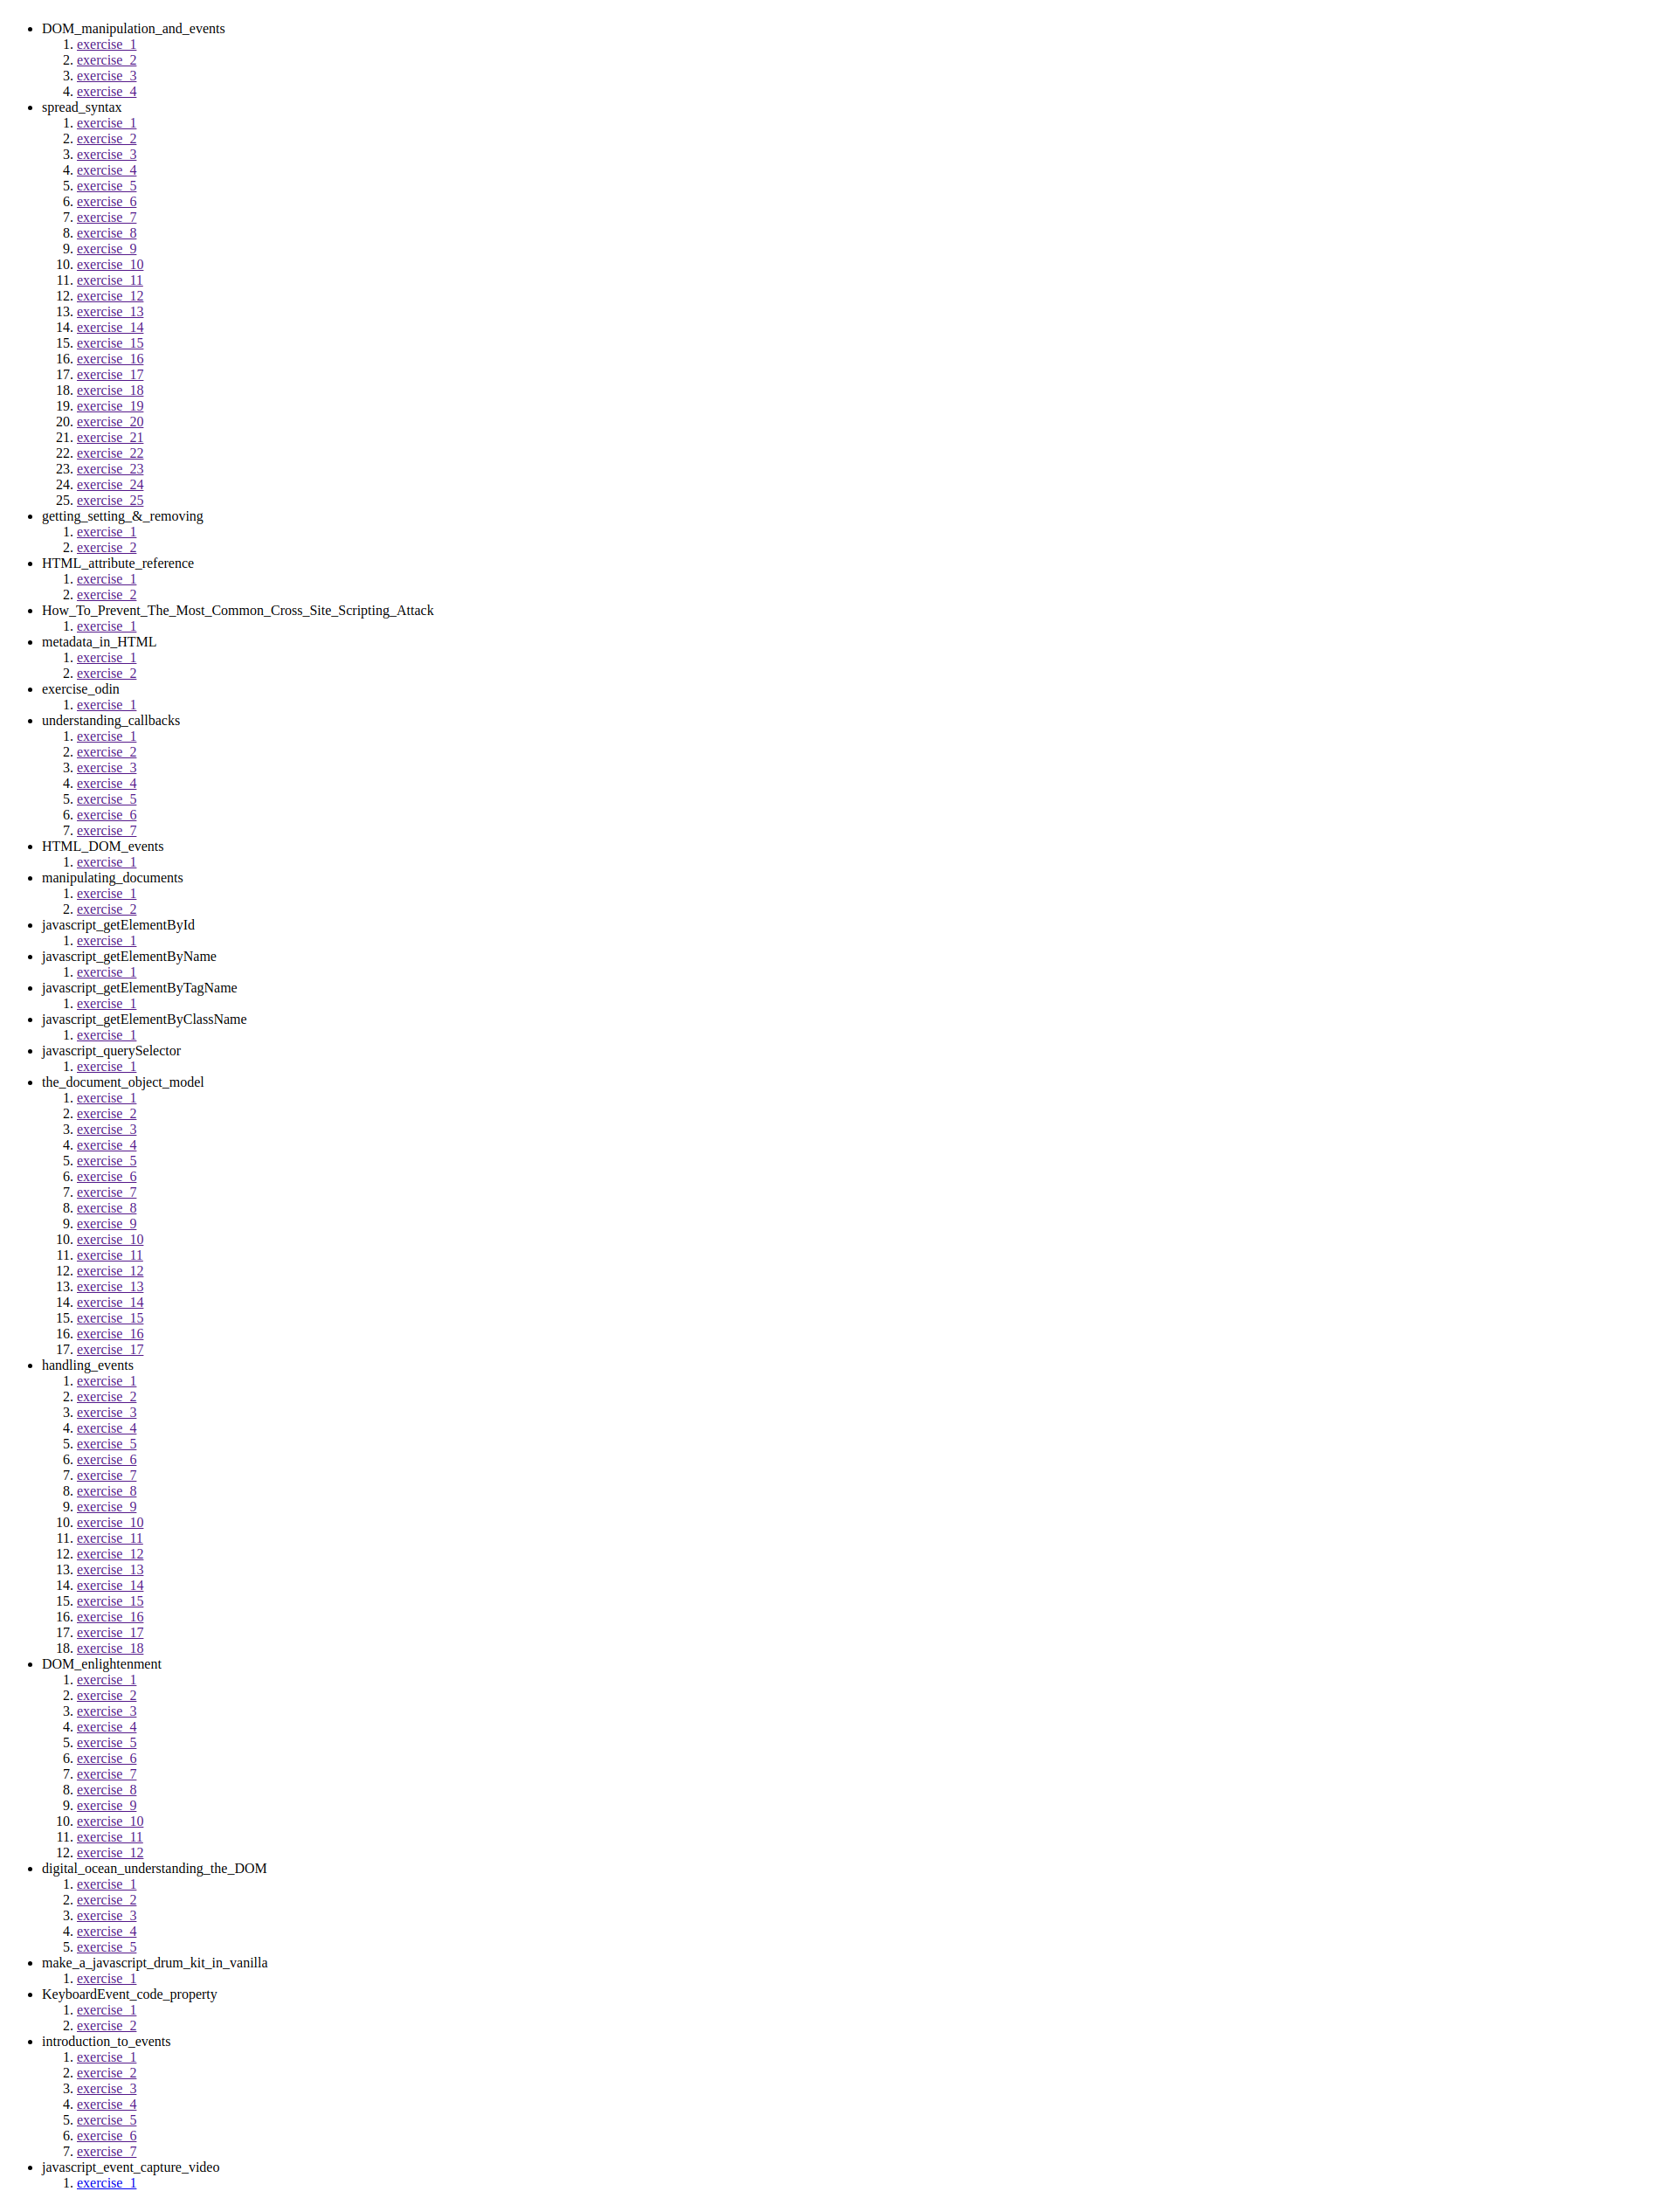 • DOM_manipulation_and_events
1. exercise_1
2. exercise_2
3. exercise_3
4. exercise_4
• spread_syntax
1. exercise_1
2. exercise_2
3. exercise_3
4. exercise_4
5. exercise_5
6. exercise_6
7. exercise_7
8. exercise_8
9. exercise_9
10. exercise_10
11. exercise_11
12. exercise_12
13. exercise_13
14. exercise_14
15. exercise_15
16. exercise_16
17. exercise_17
18. exercise_18
19. exercise_19
20. exercise_20
21. exercise_21
22. exercise_22
23. exercise_23
24. exercise_24
25. exercise_25
• getting_setting_&_removing
1. exercise_1
2. exercise_2
• HTML_attribute_reference
1. exercise_1
2. exercise_2
• How_To_Prevent_The_Most_Common_Cross_Site_Scripting_Attack
1. exercise_1
• metadata_in_HTML
1. exercise_1
2. exercise_2
• exercise_odin
1. exercise_1
• understanding_callbacks
1. exercise_1
2. exercise_2
3. exercise_3
4. exercise_4
5. exercise_5
6. exercise_6
7. exercise_7
• HTML_DOM_events
1. exercise_1
• manipulating_documents
1. exercise_1
2. exercise_2
• javascript_getElementById
1. exercise_1
• javascript_getElementByName
1. exercise_1
• javascript_getElementByTagName
1. exercise_1
• javascript_getElementByClassName
1. exercise_1
• javascript_querySelector
1. exercise_1
• the_document_object_model
1. exercise_1
2. exercise_2
3. exercise_3
4. exercise_4
5. exercise_5
6. exercise_6
7. exercise_7
8. exercise_8
9. exercise_9
10. exercise_10
11. exercise_11
12. exercise_12
13. exercise_13
14. exercise_14
15. exercise_15
16. exercise_16
17. exercise_17
• handling_events
1. exercise_1
2. exercise_2
3. exercise_3
4. exercise_4
5. exercise_5
6. exercise_6
7. exercise_7
8. exercise_8
9. exercise_9
10. exercise_10
11. exercise_11
12. exercise_12
13. exercise_13
14. exercise_14
15. exercise_15
16. exercise_16
17. exercise_17
18. exercise_18
• DOM_enlightenment
1. exercise_1
2. exercise_2
3. exercise_3
4. exercise_4
5. exercise_5
6. exercise_6
7. exercise_7
8. exercise_8
9. exercise_9
10. exercise_10
11. exercise_11
12. exercise_12
• digital_ocean_understanding_the_DOM
1. exercise_1
2. exercise_2
3. exercise_3
4. exercise_4
5. exercise_5
• make_a_javascript_drum_kit_in_vanilla
1. exercise_1
• KeyboardEvent_code_property
1. exercise_1
2. exercise_2
• introduction_to_events
1. exercise_1
2. exercise_2
3. exercise_3
4. exercise_4
5. exercise_5
6. exercise_6
7. exercise_7
• javascript_event_capture_video
1. exercise_1